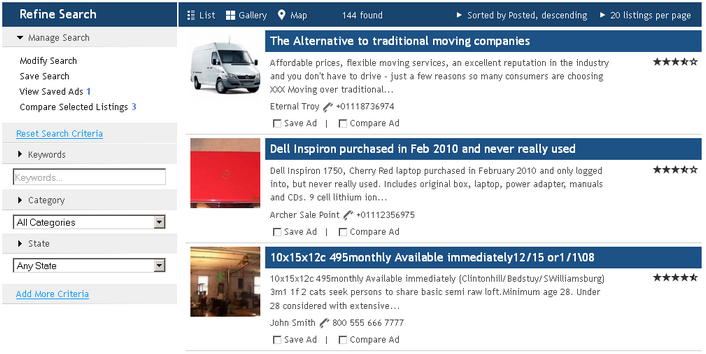 Refine Search
Manage Search
Modify Search
Save Search
View Saved Ads 1
Compare Selected Listings 3
Reset Search Criteria
Keywords
Keywords...
Category
All Categories
State
Any State
Add More Criteria
List Gallery Map 144 found Sorted by Posted, descending 20 listings per page
The Alternative to traditional moving companies
Affordable prices, flexible moving services, an excellent reputation in the industry
and you don't have to drive - just a few reasons so many consumers are choosing
XXX Moving over traditional...
Eternal Troy +01118736974
Save Ad | Compare Ad
Dell Inspiron purchased in Feb 2010 and never really used
Dell Inspiron 1750, Cherry Red laptop purchased in February 2010 and only logged
into, but never really used. Includes original box, laptop, power adapter, manuals
and CDs. 9 cell lithium ion...
Archer Sale Point +01112356975
Save Ad | Compare Ad
10x15x12c 495monthly Available immediately12/15 or1/1\08
10x15x12c 495monthly Available immediately (Clintonhill/Bedstuy/SWilliamsburg)
3m1 1f 2 cats seek persons to share basic semi raw loft.Minimum age 28. Under
28 considered with extensive...
John Smith 800 555 666 7777
Save Ad | Compare Ad